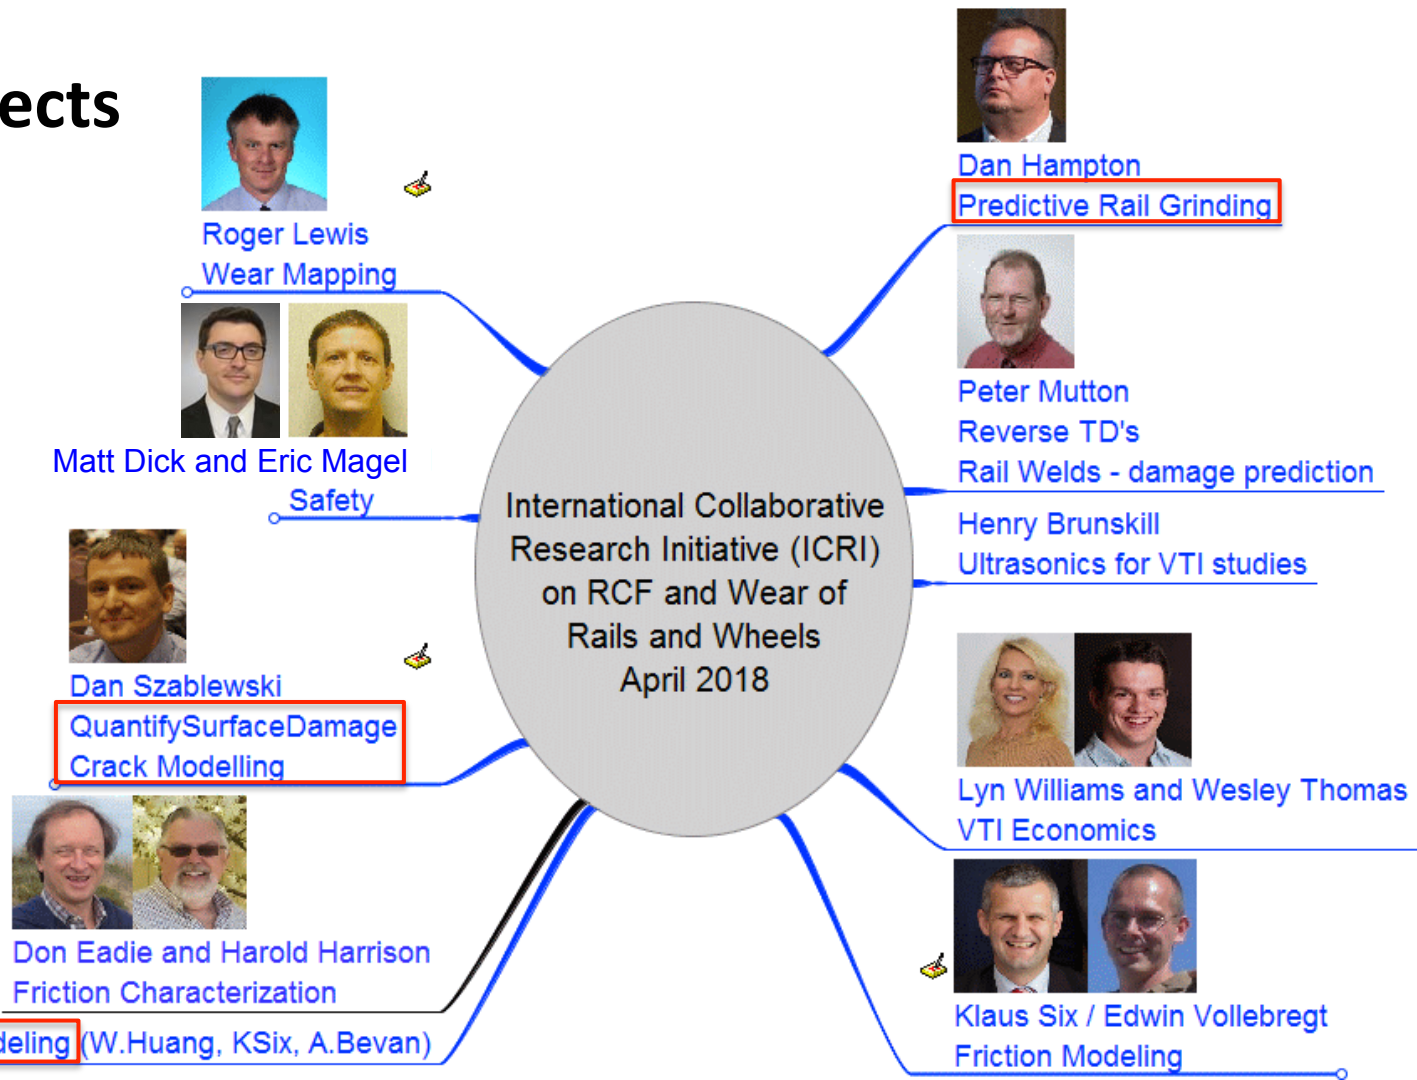 ects
Roger Lewis
Wear Mapping
Matt Dick and Eric Magel
Safety
Dan Szablewski
QuantifySurfaceDamage
Crack Modelling
Don Eadie and Harold Harrison
Friction Characterization
deling (W.Huang, KSix, A.Bevan)
International Collaborative
Research Initiative (ICRI)
on RCF and Wear of
Rails and Wheels
April 2018
Dan Hampton
Predictive Rail Grinding
Peter Mutton
Reverse TD's
Rail Welds - damage prediction
Henry Brunskill
Ultrasonics for VTI studies
Lyn Williams and Wesley Thomas
VTI Economics
Klaus Six / Edwin Vollebregt
Friction Modeling